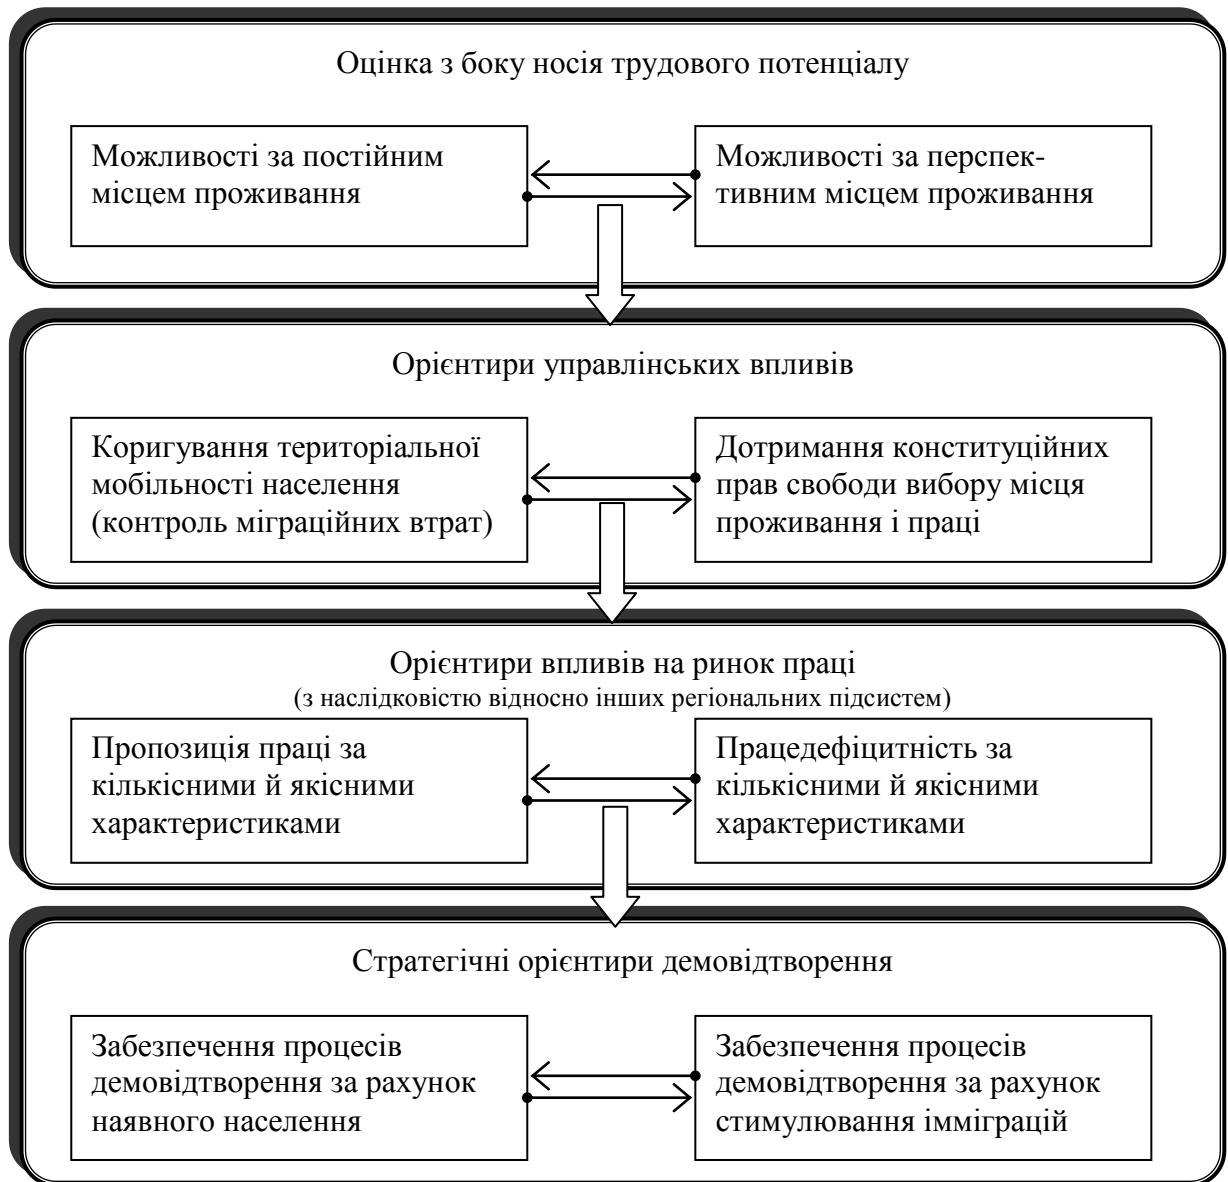 Оцінка з боку носія трудового потенціалу
Можливості за постійним
місцем проживання
Можливості за перспек-
тивним місцем проживання
Орієнтири управлінських впливів
Коригування територіальної
мобільності населення
(контроль міграційних втрат)
Дотримання конституційних
прав свободи вибору місця
проживання і праці
Орієнтири впливів на ринок праці
(з наслідковістю відносно інших регіональних підсистем)
Пропозиція праці за
кількісними й якісними
характеристиками
Працедефіцитність за
кількісними й якісними
характеристиками
Стратегічні орієнтири демовідтворення
Забезпечення процесів
демовідтворення за рахунок
наявного населення
Забезпечення процесів
демовідтворення за рахунок
стимулювання імміграцій